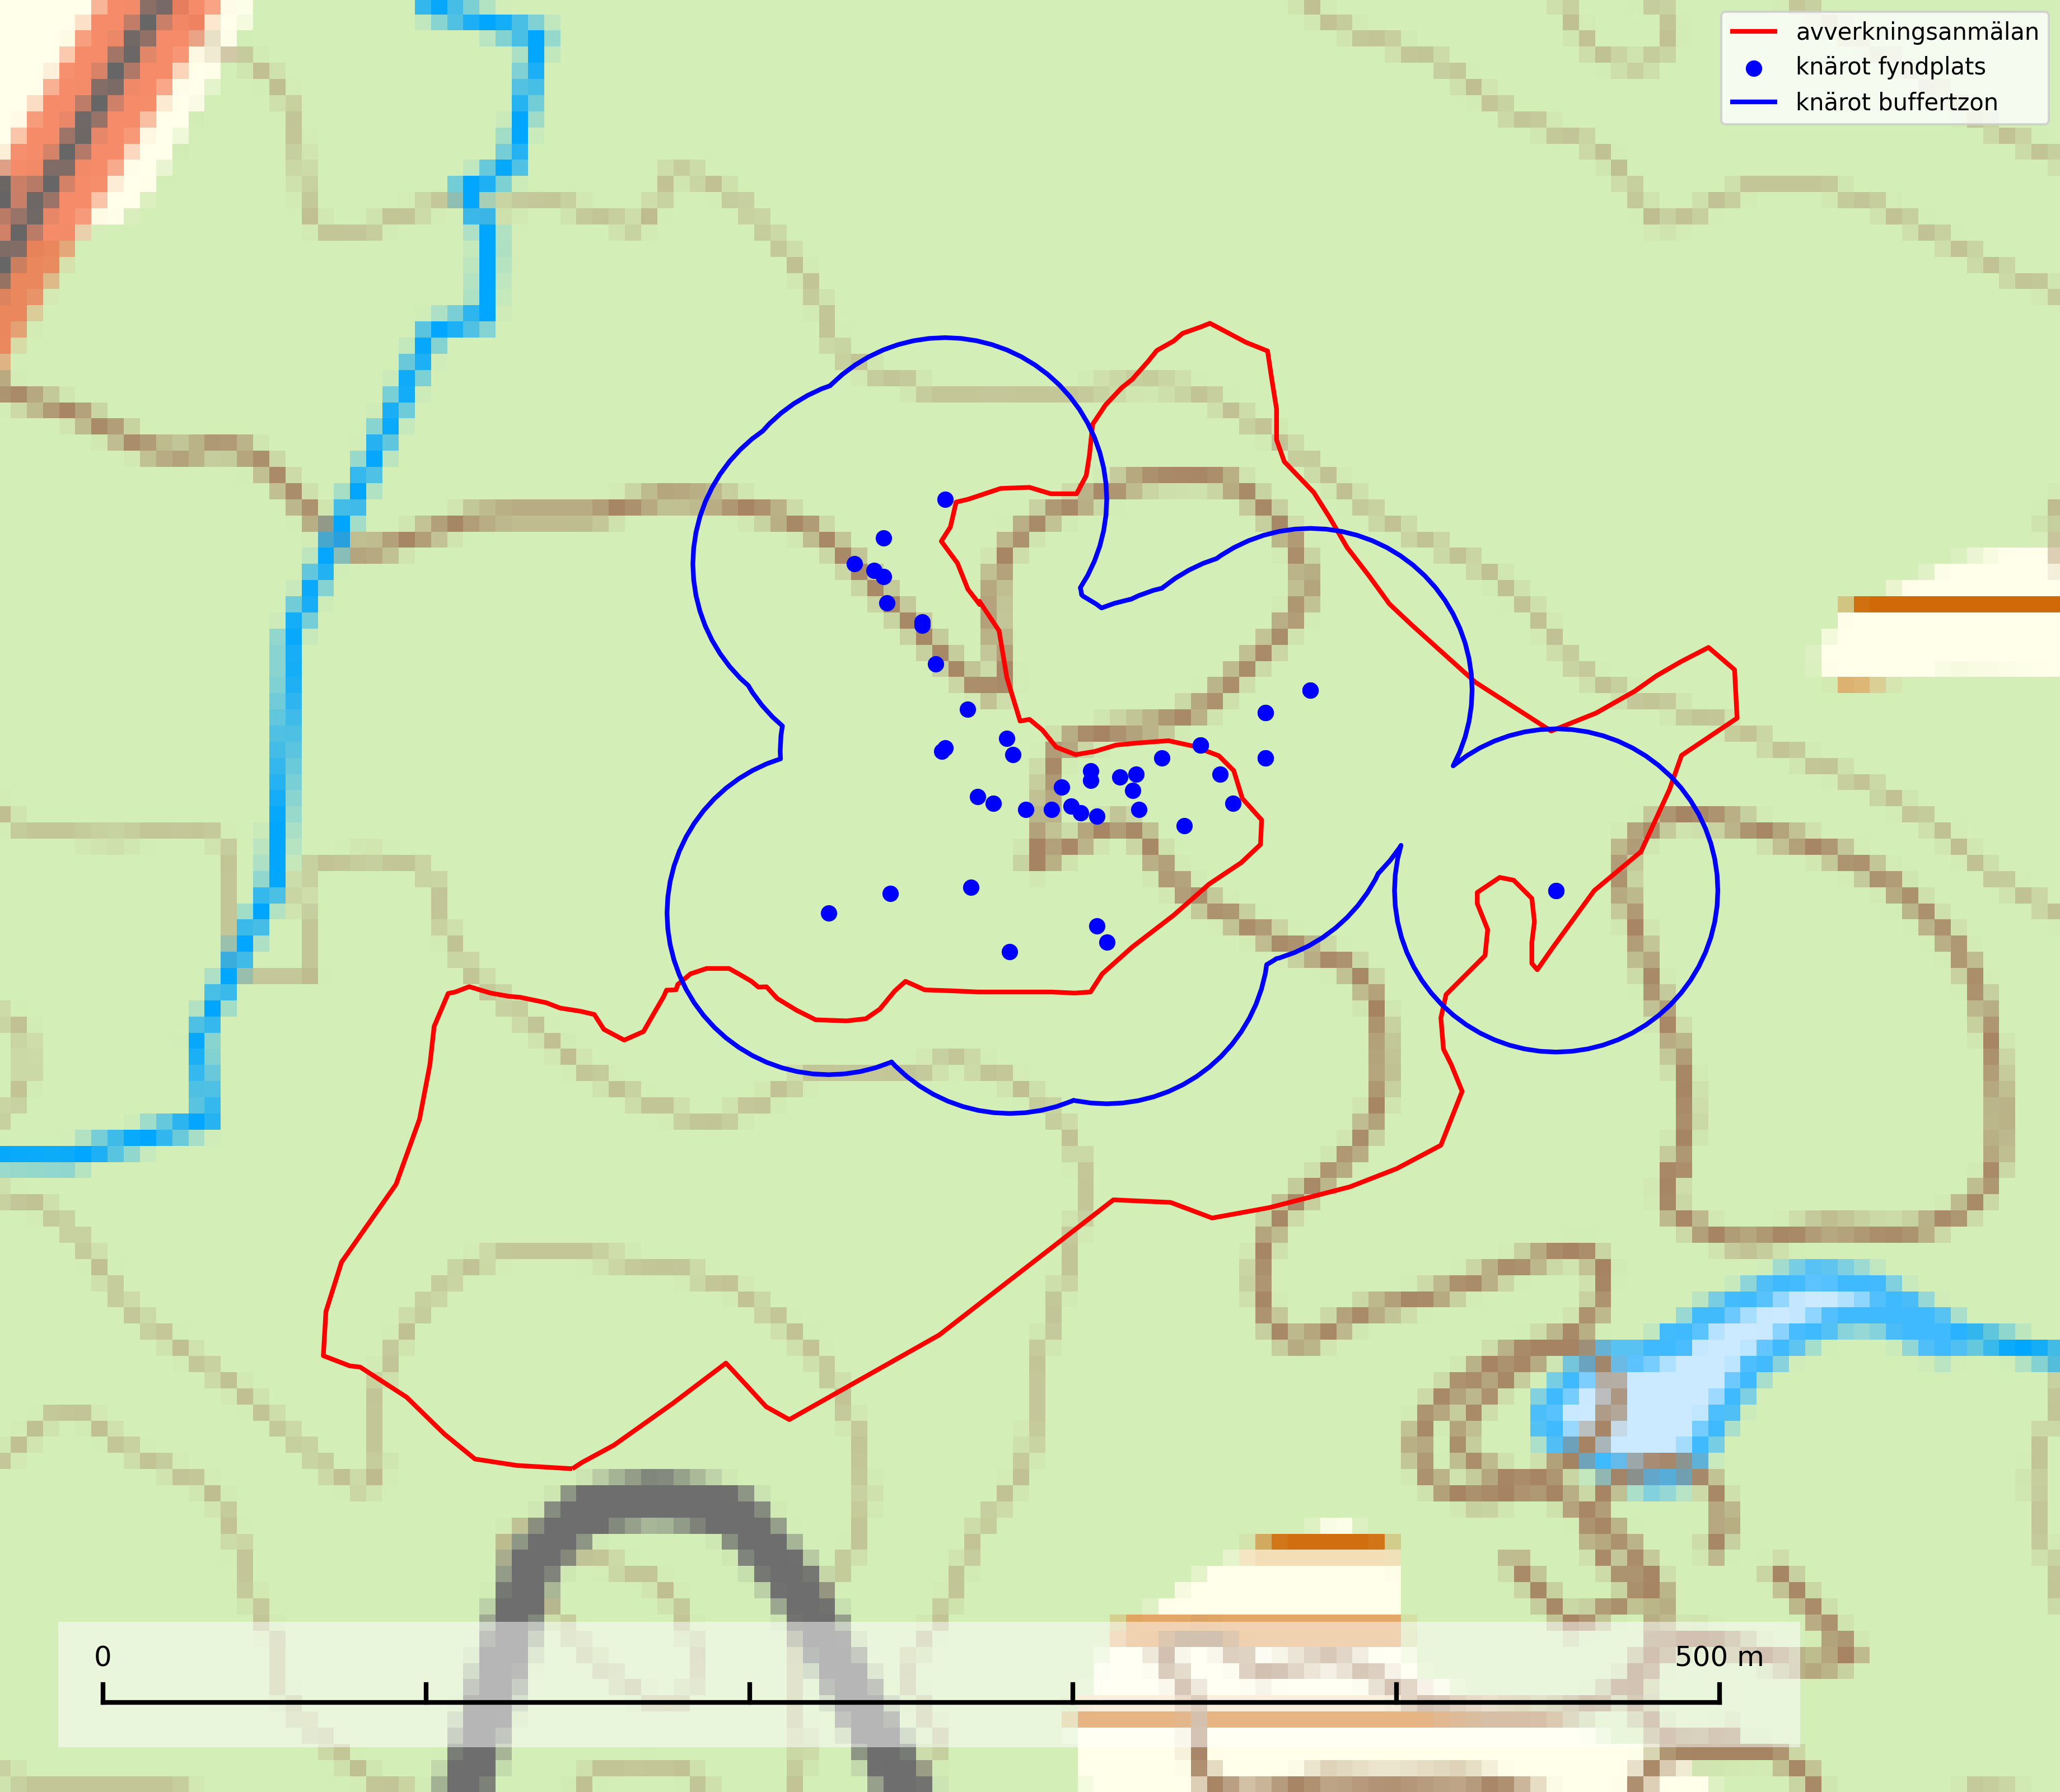 avverkningsanmälan
knärot fyndplats
knärot buffertzon
0
500 m